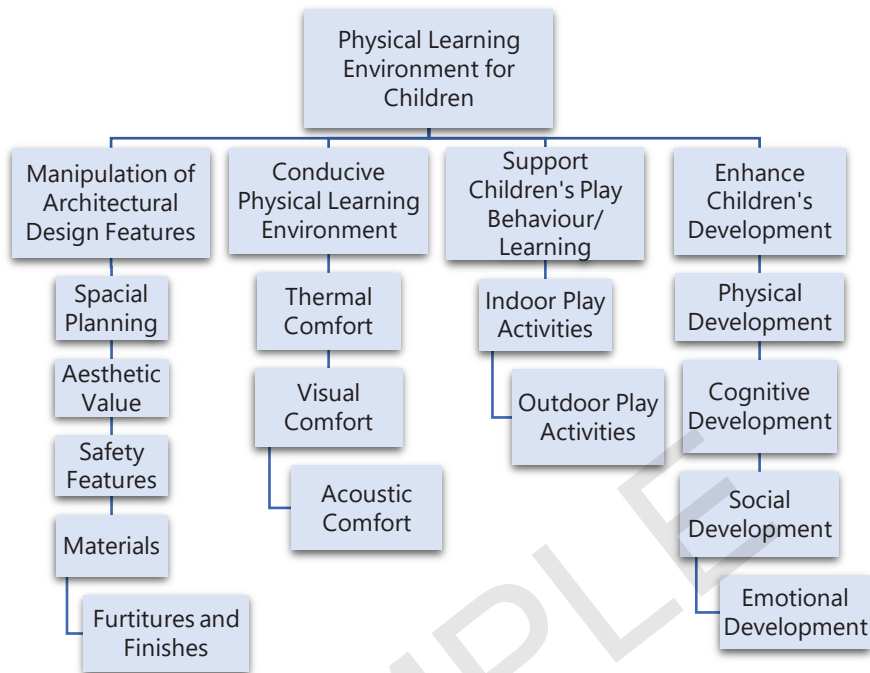 Physical Learning
Environment for
Children
Manipulation of
Architectural
Design Features
Spacial
Planning
Aesthetic
Value
Safety
Features
Materials
Furtitures and
Finishes
Conducive
Physical Learning
Environment
Thermal
Comfort
Visual
Comfort
Acoustic
Comfort
Support
Children's Play
Behaviour/
Learning
Indoor Play
Activities
Outdoor Play
Activities
Enhance
Children's
Development
Physical
Development
Cognitive
Development
Social
Development
Emotional
Development
MPLE